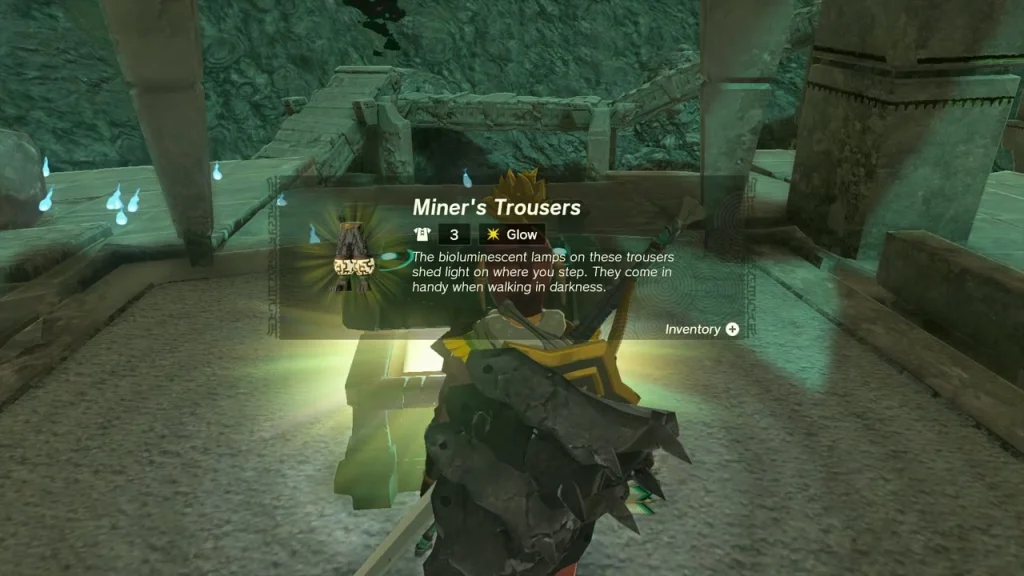 Miner's Trousers
3 Glow
The bioluminescent lamps on these trousers
shed light on where you step. They come in
handy when walking in darkness.
Inventory